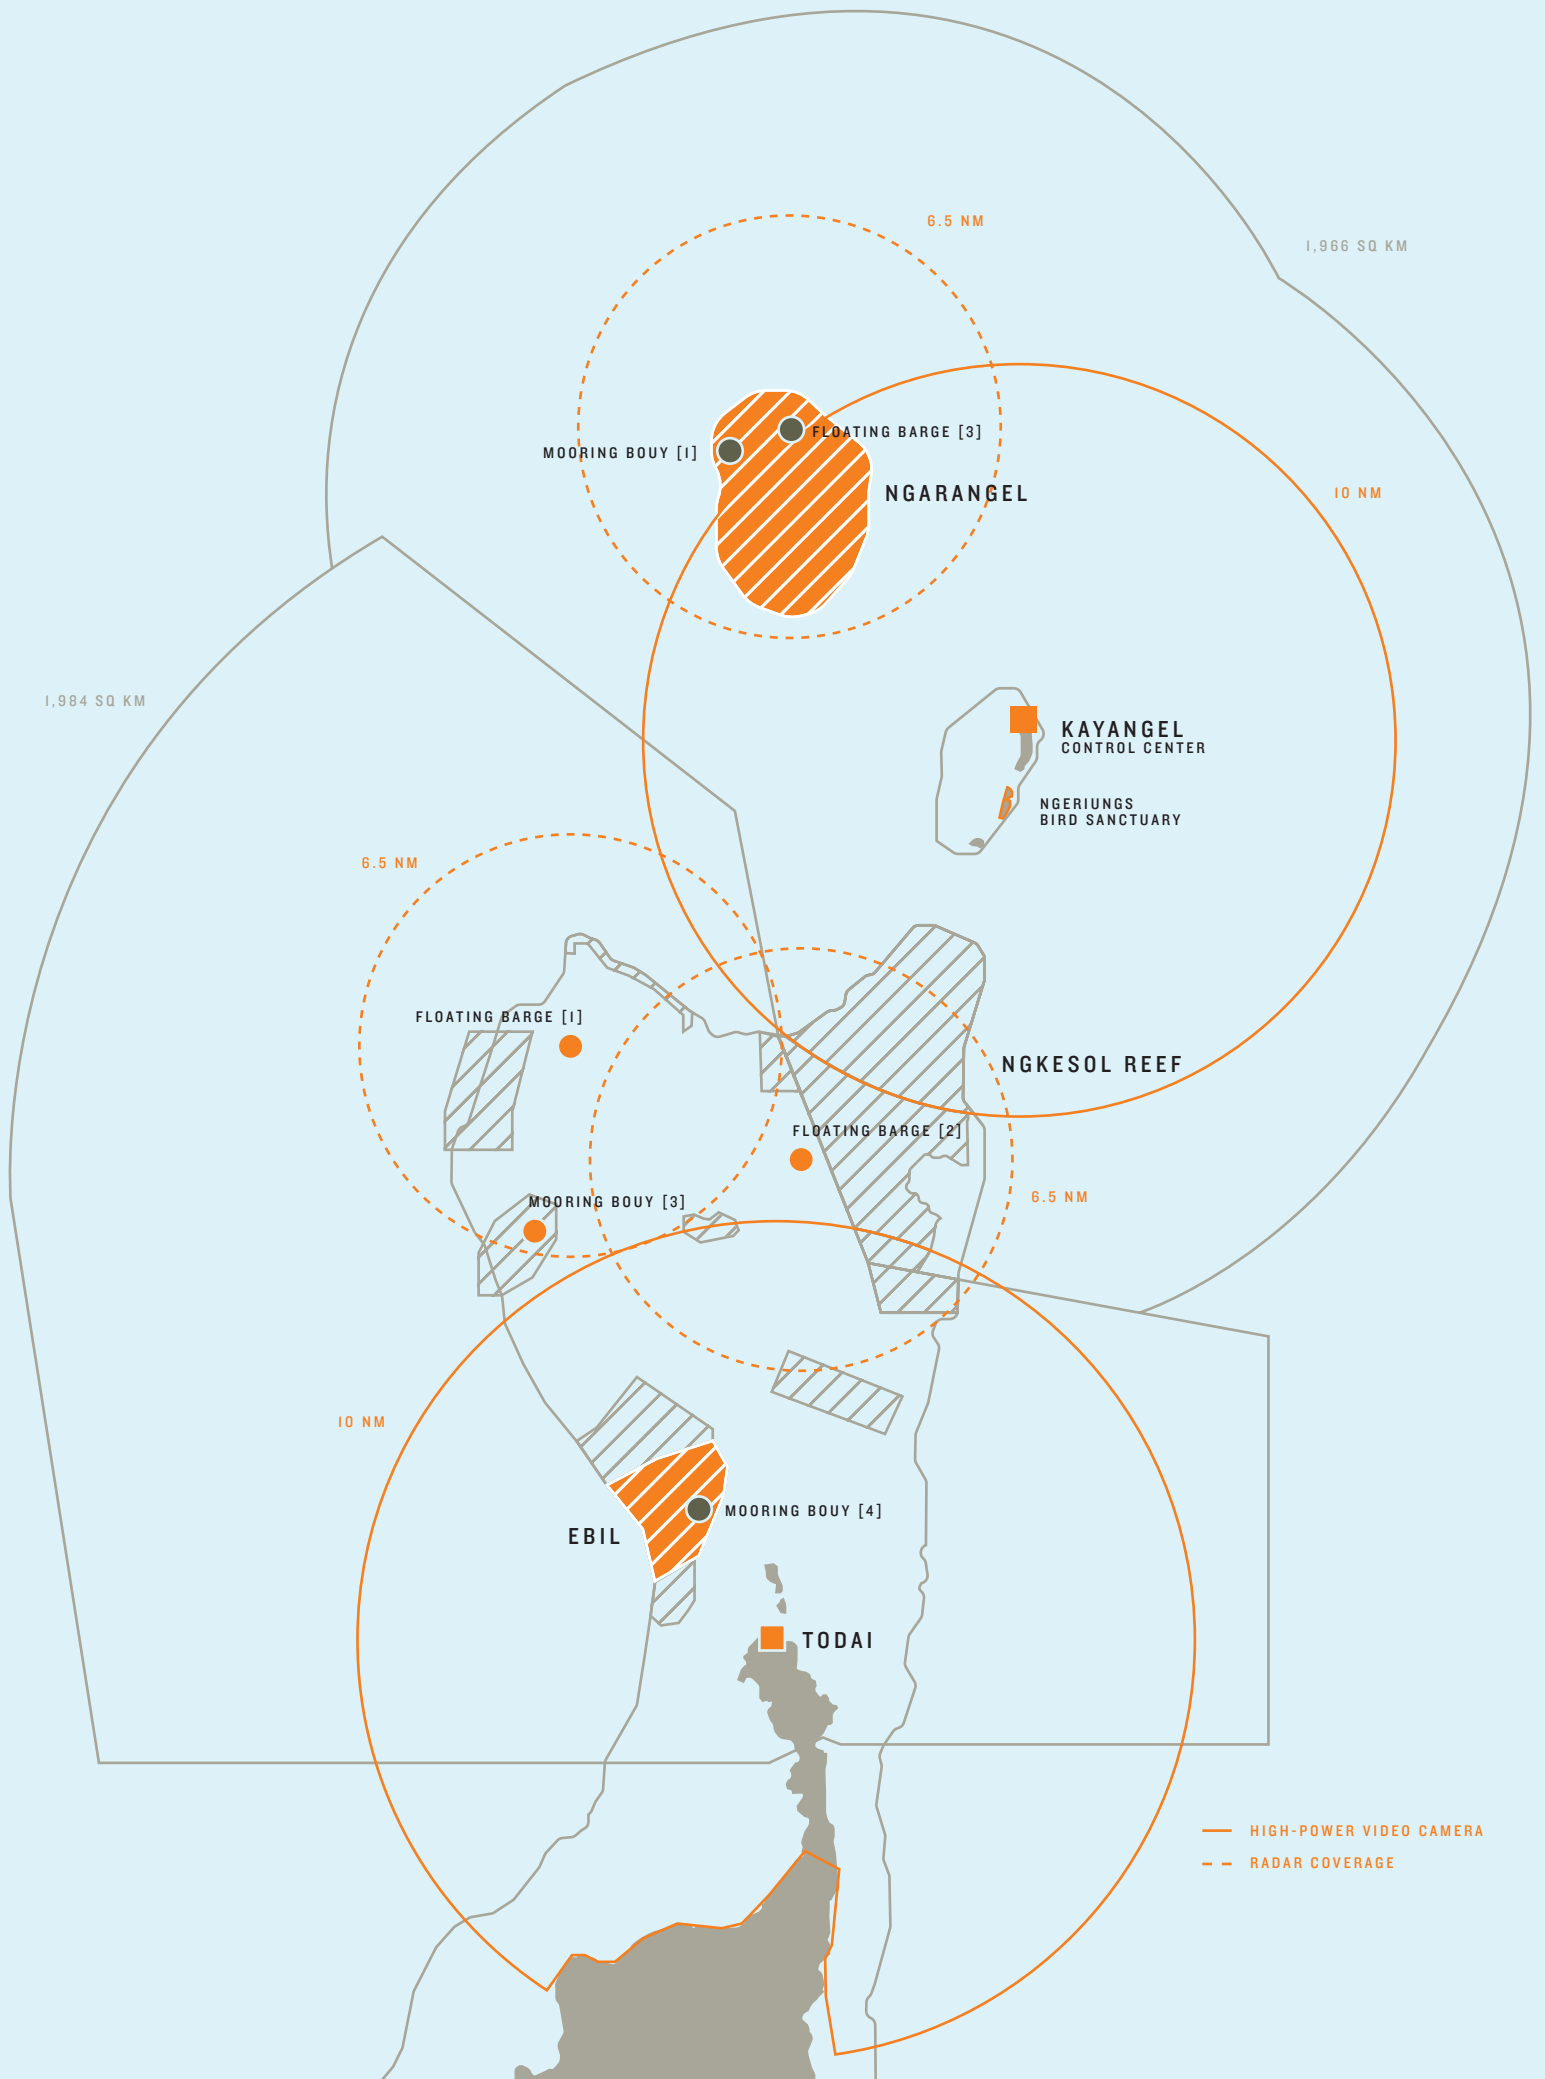 6.5 NM
1,966 SQ KM
FLOATING BARGE [3]
MOORING BOUY [1]
NGARANGEL
10 NM
1,984 SQ KM
KAYANGEL
CONTROL CENTER
NGERIUNGS
BIRD SANCTUARY
6.5 NM
FLOATING BARGE [1]
NGKESOL REEF
FLOATING BARGE [2]
MOORING BOUY [3]
6.5 NM
10 NM
MOORING BOUY [4]
EBIL
TODAI
HIGH-POWER VIDEO CAMERA
RADAR COVERAGE